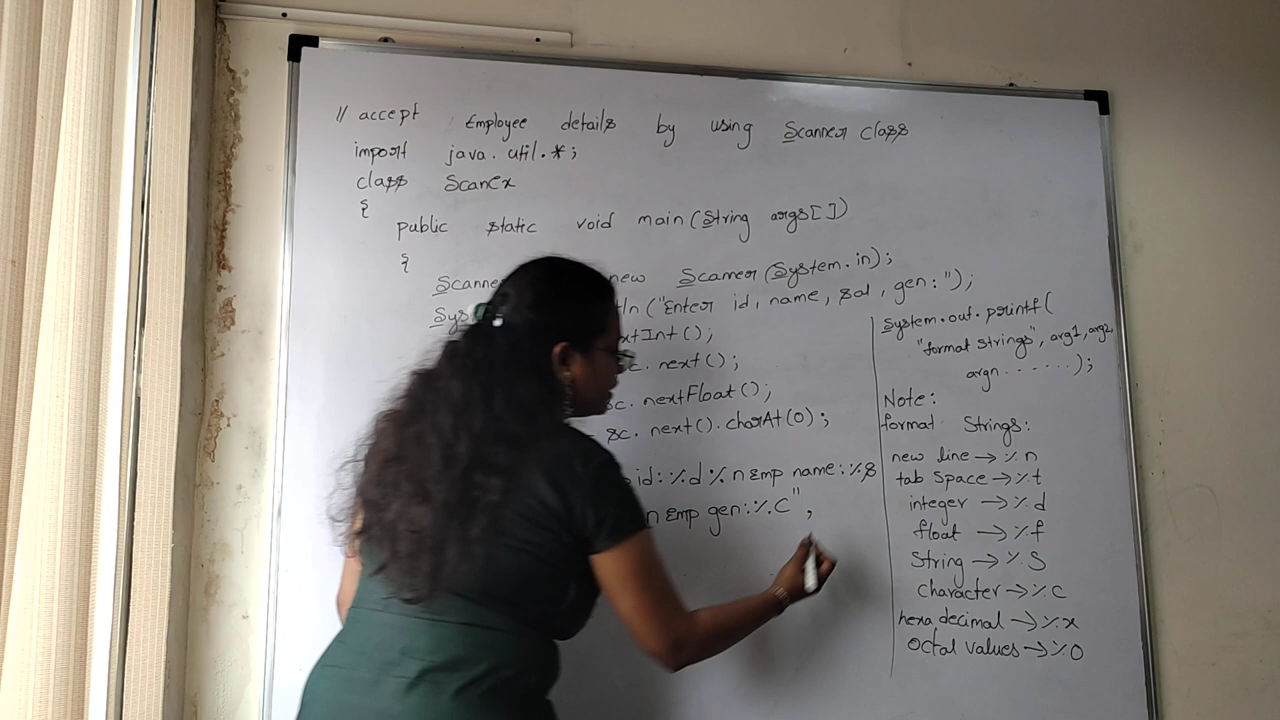 // accept Employee details by using Scanner class
import java.util.*;
class ScanEx
{
public static void main(String args[])
{
new Scanner(System.in);
ln("Enter id, name, sal, gen:");
xtInt();
c.next();
sc.nextFloat();
sc.next().charAt(0);
id:%d%n Emp name:%s
n Emp gen:%c",
System.out.printf(
"format strings", arg1, arg2,
argn......);
Note:
format Strings:
new line → %n
tab space → %t
integer → %d
float → %f
String → %S
character → %C
hexa decimal → %x
octal values → %O